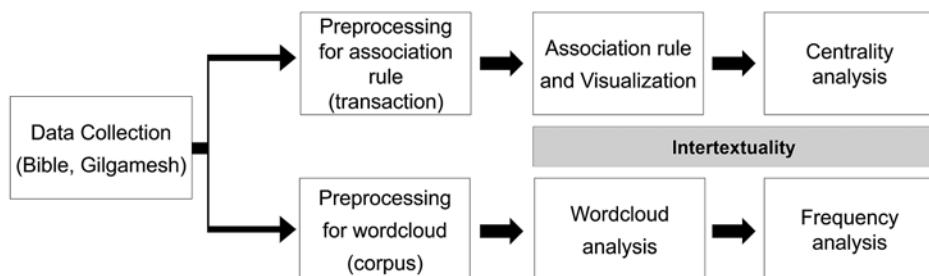 Data Collection
(Bible, Gilgamesh)
Preprocessing
for association
rule
(transaction)
Association rule
and Visualization
Centrality
analysis
Intertextuality
Preprocessing
for wordcloud
(corpus)
Wordcloud
analysis
Frequency
analysis